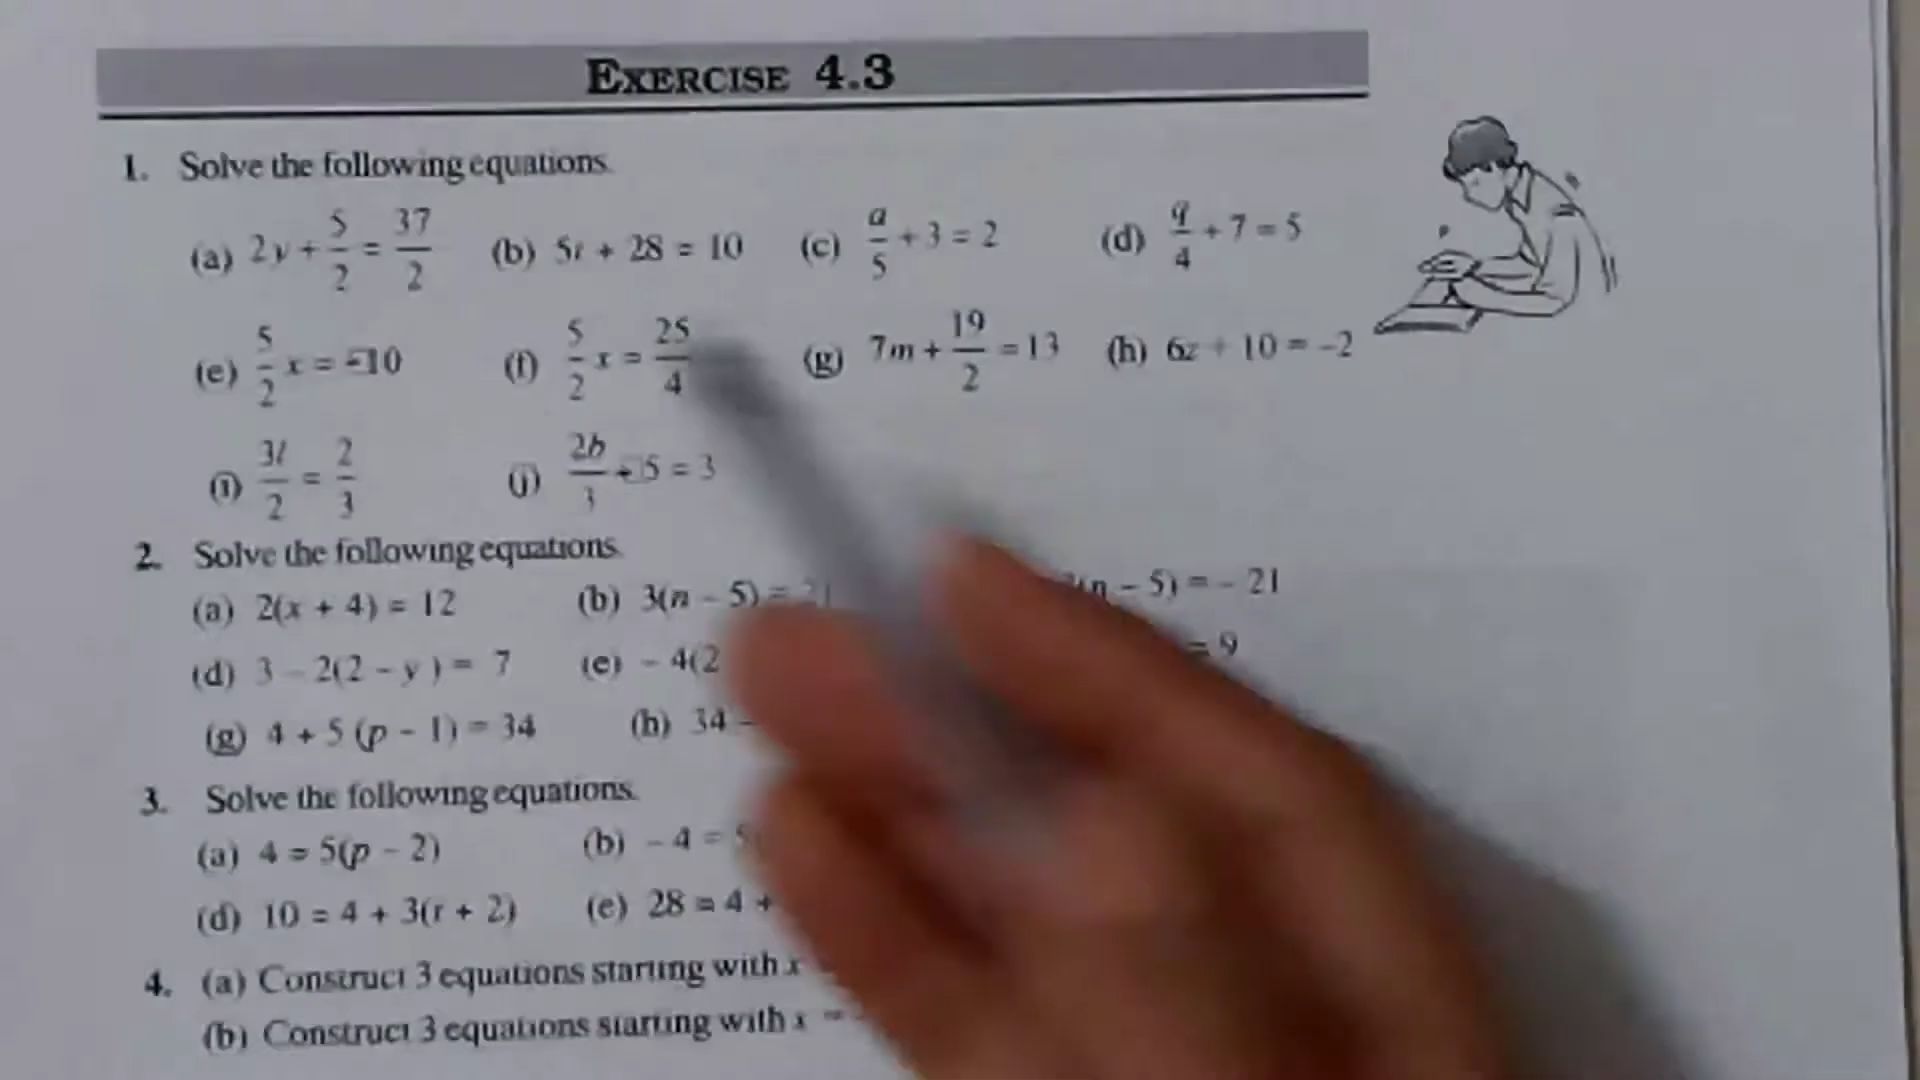 EXERCISE 4.3
1. Solve the following equations.
(a) 2y + 5/2 = 37/2 (b) 5t + 28 = 10 (c) a/5 + 3 = 2 (d) q/4 + 7 = 5
(e) 5/2 x = -10 (f) 5/2 x = 25/4 (g) 7m + 19/2 = 13 (h) 6z + 10 = -2
(i) 3l/2 = 2/3 (j) 2b/3 - 5 = 3
2. Solve the following equations.
(a) 2(x + 4) = 12 (b) 3(n - 5) = 21 (n - 5) = - 21
(d) 3 - 2(2 - y) = 7 (e) - 4(2 = 9
(g) 4 + 5 (p - 1) = 34 (h) 34 -
3. Solve the following equations.
(a) 4 = 5(p - 2) (b) - 4 = 5
(d) 10 = 4 + 3(t + 2) (e) 28 = 4 +
4. (a) Construct 3 equations starting with x
(b) Construct 3 equations starting with x =